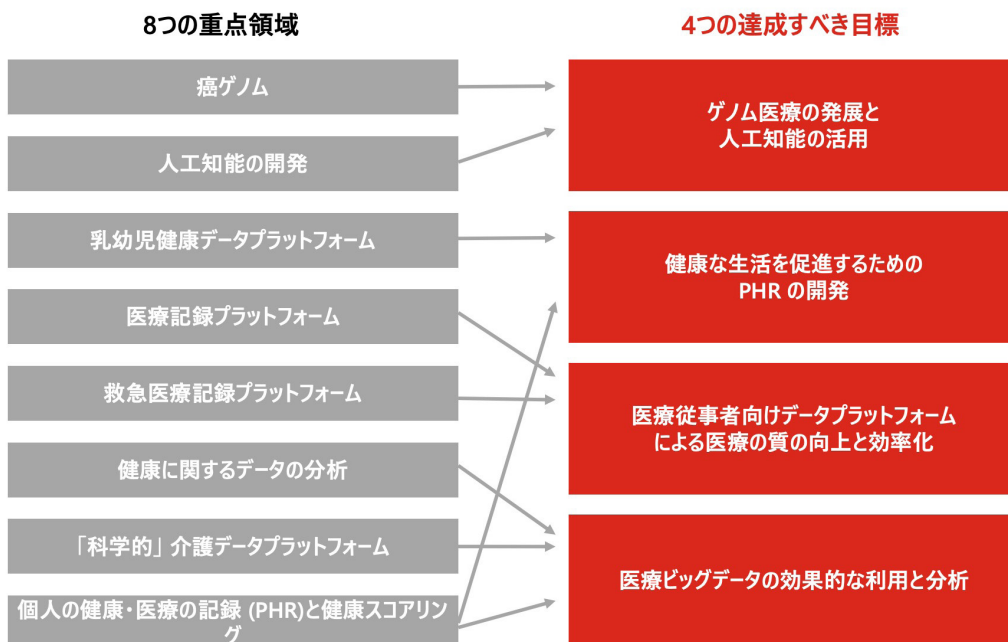 8つの重点領域
4つの達成すべき目標
癌ゲノム
人工知能の開発
乳幼児健康データプラットフォーム
医療記録プラットフォーム
救急医療記録プラットフォーム
健康に関するデータの分析
「科学的」介護データプラットフォーム
個人の健康・医療の記録 (PHR)と健康スコアリン
グ
ゲノム医療の発展と
人工知能の活用
健康な生活を促進するための
PHR の開発
医療従事者向けデータプラットフォーム
による医療の質の向上と効率化
医療ビッグデータの効果的な利用と分析